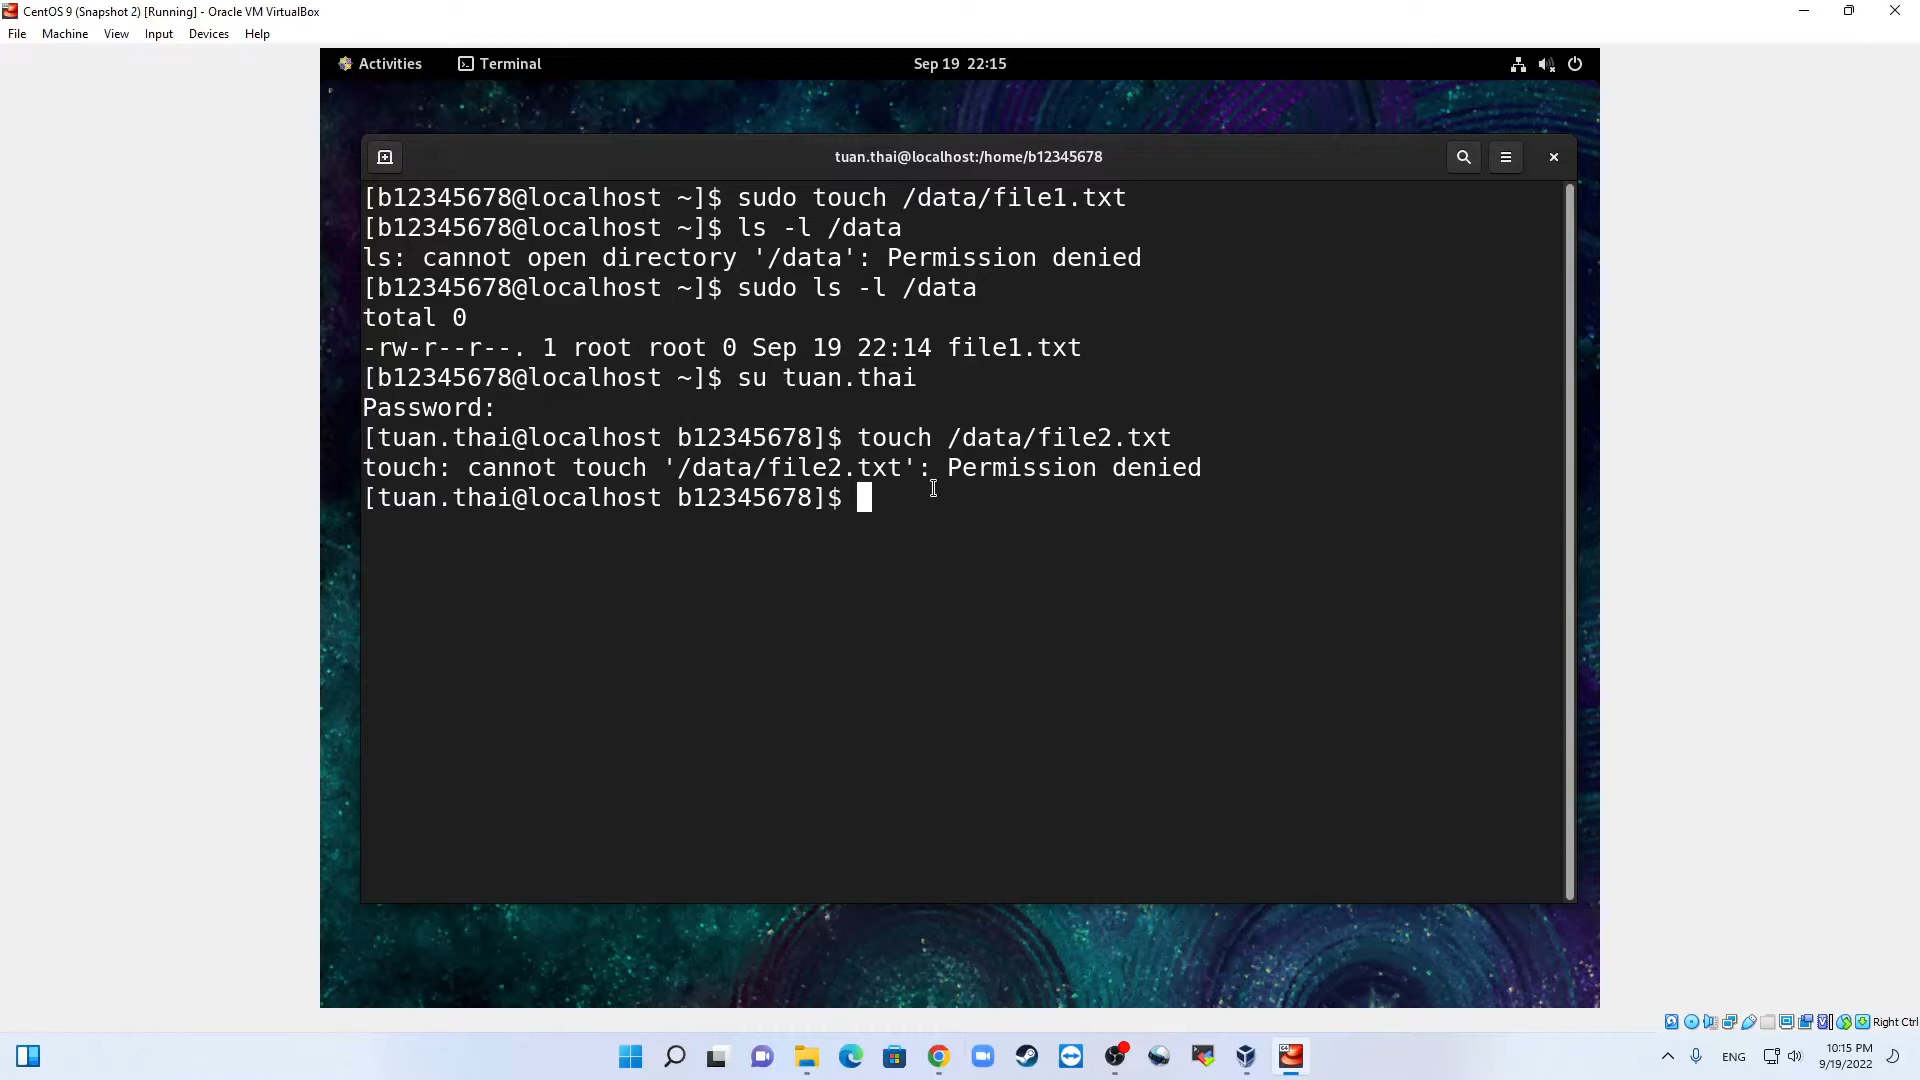 CentOS 9 (Snapshot 2) [Running] - Oracle VM VirtualBox
File Machine View Input Devices Help
Activities Terminal Sep 19 22:15
tuan.thai@localhost:/home/b12345678
[b12345678@localhost ~]$ sudo touch /data/file1.txt
[b12345678@localhost ~]$ ls -l /data
ls: cannot open directory '/data': Permission denied
[b12345678@localhost ~]$ sudo ls -l /data
total 0
-rw-r--r--. 1 root root 0 Sep 19 22:14 file1.txt
[b12345678@localhost ~]$ su tuan.thai
Password:
[tuan.thai@localhost b12345678]$ touch /data/file2.txt
touch: cannot touch '/data/file2.txt': Permission denied
[tuan.thai@localhost b12345678]$
Right Ctrl
ENG
10:15 PM
9/19/2022